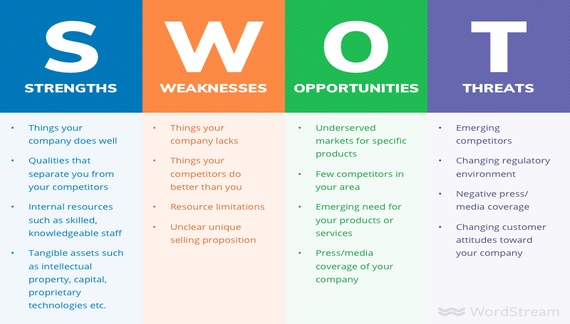 S
STRENGTHS
• Things your
company does well
• Qualities that
separate you from
your competitors
• Internal resources
such as skilled,
knowledgeable staff
• Tangible assets such
as intellectual
property, capital,
proprietary
technologies etc.
W
WEAKNESSES
• Things your
company lacks
• Things your
competitors do
better than you
• Resource limitations
• Unclear unique
selling proposition
O
OPPORTUNITIES
• Underserved
markets for specific
products
• Few competitors in
your area
• Emerging need for
your products or
services
• Press/media
coverage of your
company
T
THREATS
• Emerging
competitors
• Changing regulatory
environment
• Negative press/
media coverage
• Changing customer
attitudes toward
your company
WordStream